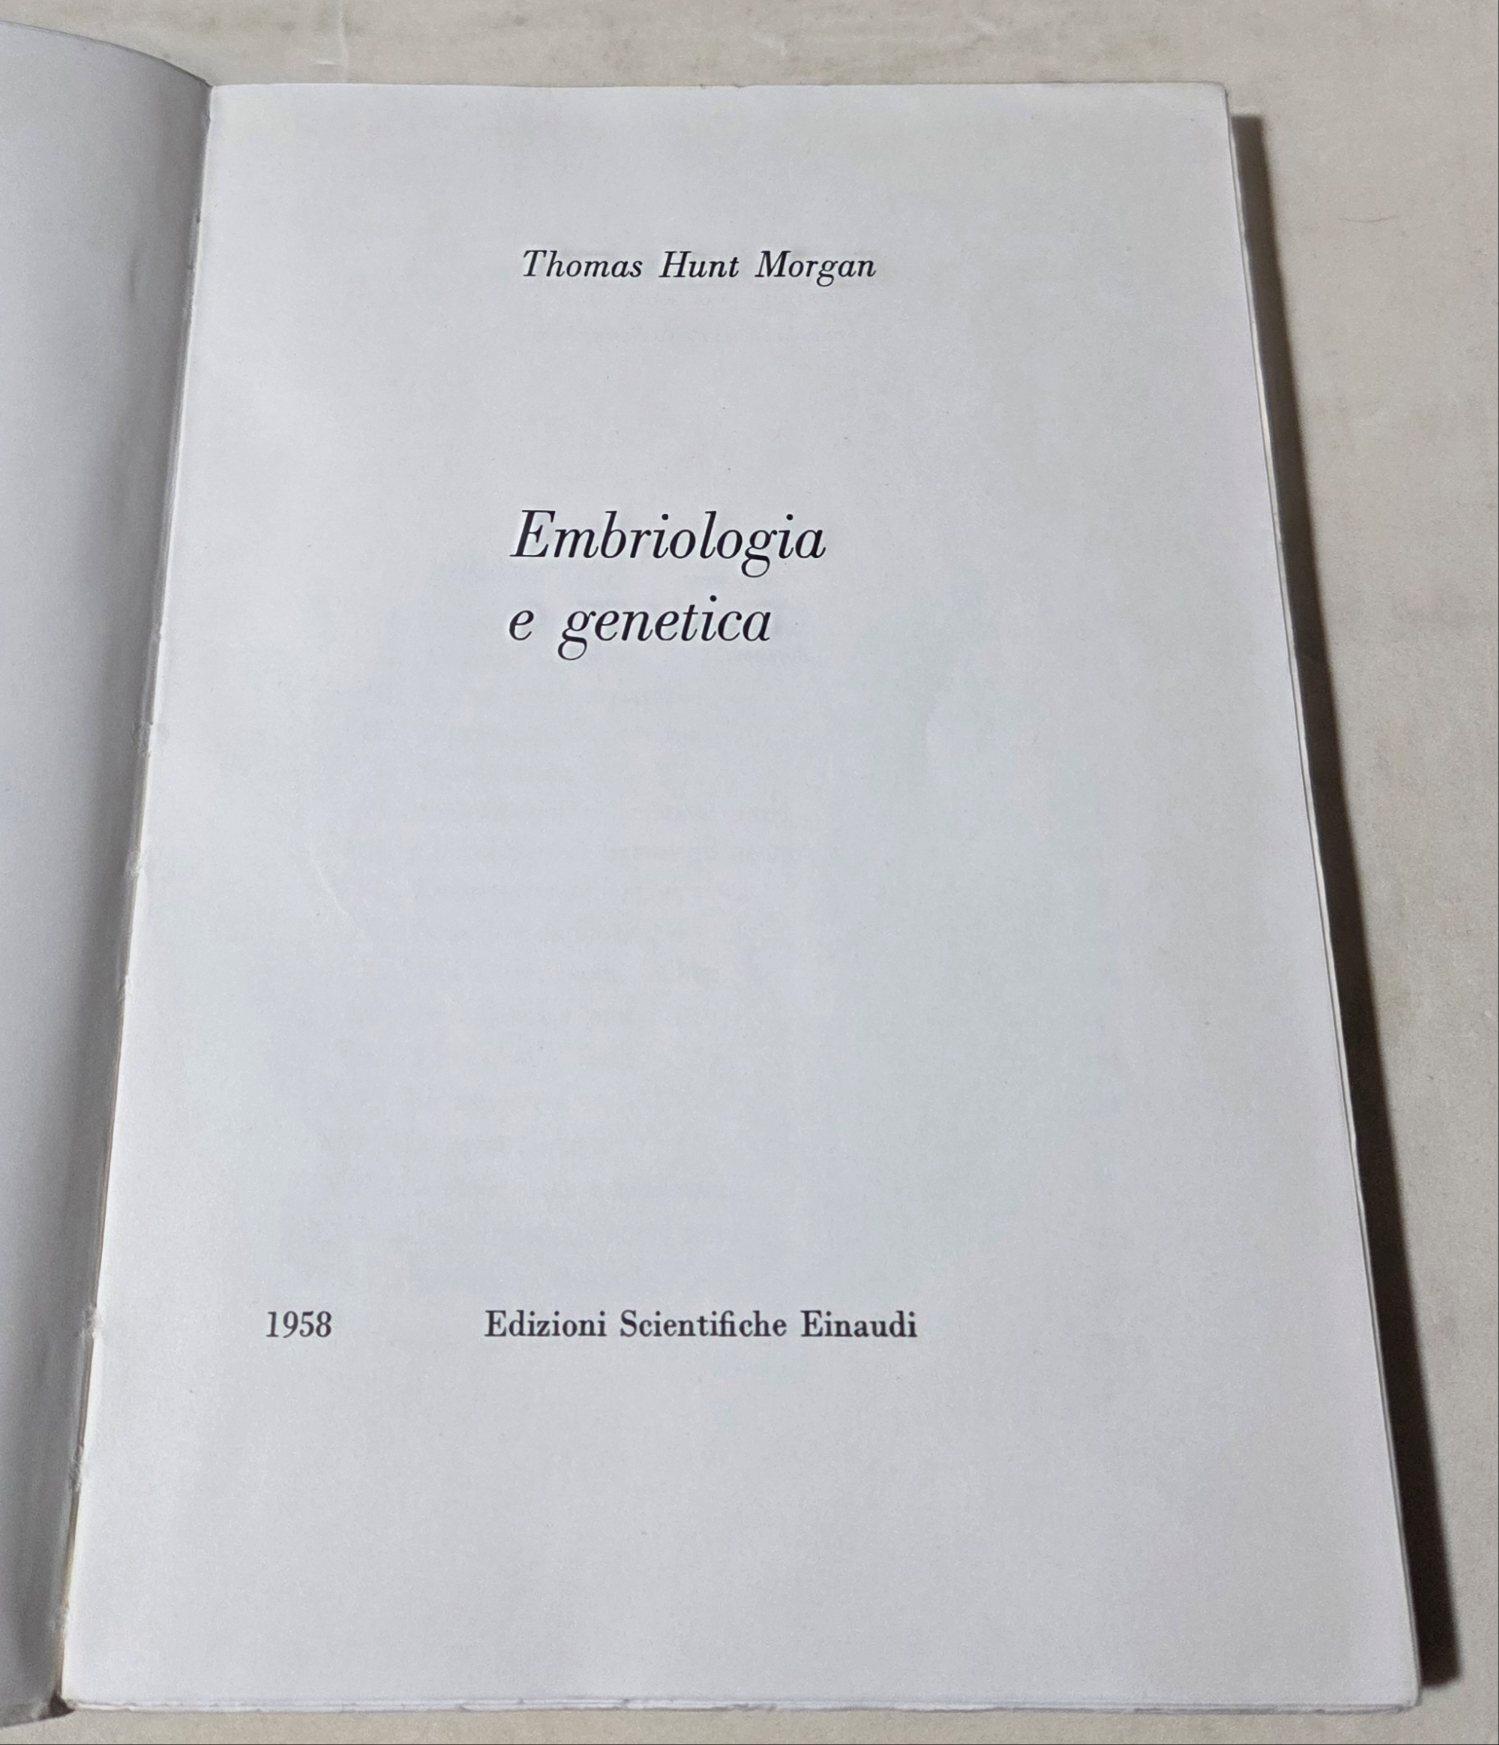 Thomas Hunt Morgan
Embriologia
e genetica
1958 Edizioni Scientifiche Einaudi